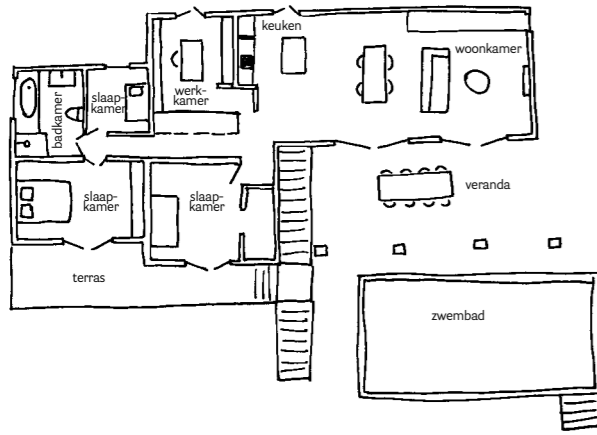 keuken
woonkamer
slaap-
kamer
werk-
kamer
badkamer
slaap-
kamer
slaap-
kamer
veranda
terras
zwembad